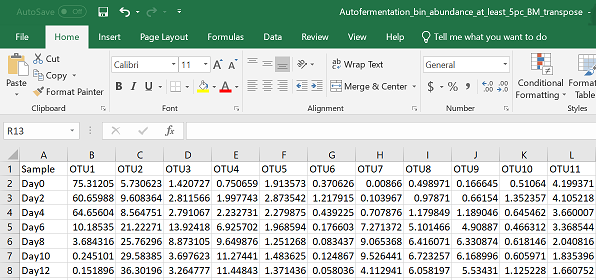 AutoSave Off Autofermentation_bin_abundance_at_least_5pc_BM_transpose -
File Home Insert Page Layout Formulas Data Review View Tell me what you want to do
Cut Calibri 11 A A Wrap Text General
Paste Copy Conditional Format
Format Painter B I U A Merge & Center $ % , .0 .00 Formatting Table
Clipboard Font Alignment Number
R13 fx
A B C D E F G H I J K L
1 Sample OTU1 OTU2 OTU3 OTU4 OTU5 OTU6 OTU7 OTU8 OTU9 OTU10 OTU11
2 Day0 75.31205 5.730623 1.420727 0.750659 1.913573 0.370626 0.00866 0.498971 0.166645 0.51064 4.199371
3 Day2 60.65988 9.608364 2.811566 1.997743 2.873542 1.217915 0.103967 0.97871 0.66154 1.352357 4.105218
4 Day4 64.65604 8.564751 2.791067 2.232731 2.279875 0.439225 0.707876 1.179849 1.189046 0.645462 3.660007
5 Day6 10.18535 21.22271 13.92418 6.925702 1.968594 0.176603 7.271372 5.101466 4.90887 0.466312 3.368544
6 Day8 3.684316 25.76296 8.873105 9.649876 1.251268 0.083437 9.065368 6.416071 6.330874 0.618146 2.040816
7 Day10 0.245101 29.58385 3.697623 11.27441 1.483635 0.124867 9.526441 6.723257 6.168996 0.605971 1.835396
8 Day12 0.151896 36.30196 3.264777 11.44843 1.371436 0.058036 4.112941 6.058197 5.53431 1.125228 1.660752